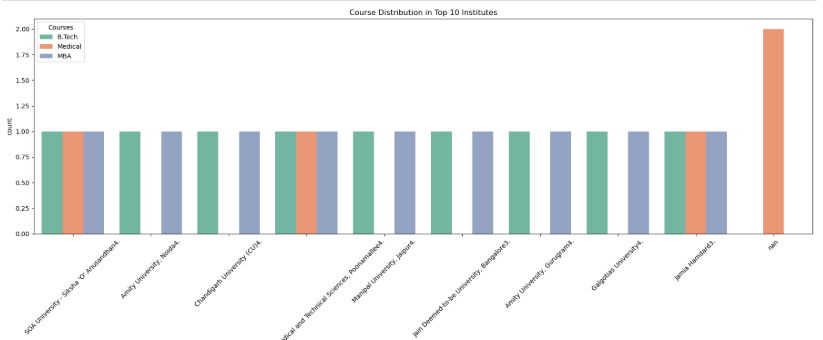 Course Distribution in Top 10 Institutes
Courses
B.Tech
Medical
MBA
count
2.00
1.75
1.50
1.25
1.00
0.75
0.50
0.25
0.00
SOA University - Siksha 'O' Anusandhan4.
Amity University, Noida4.
Chandigarh University (CU)4.
and Technical Sciences, Poonamallee4.
Manipal University, Jaipur4.
Jain Deemed-to-be University, Bangalore3.
Amity University, Gurugram4.
Galgotias University4.
Jamia Hamdard3.
nan